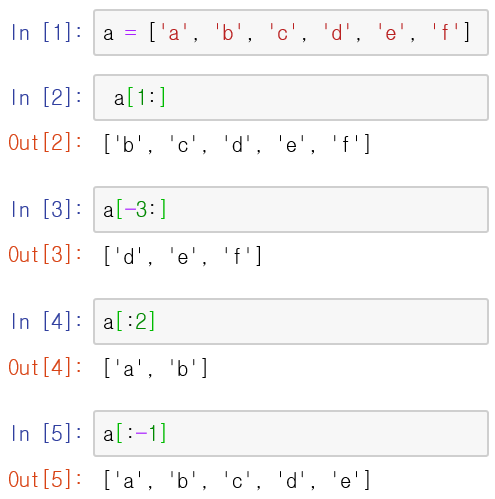 In [1]: a = ['a', 'b', 'c', 'd', 'e', 'f']
In [2]: a[1:]
Out[2]: ['b', 'c', 'd', 'e', 'f']
In [3]: a[-3:]
Out[3]: ['d', 'e', 'f']
In [4]: a[:2]
Out[4]: ['a', 'b']
In [5]: a[:-1]
Out[5]: ['a', 'b', 'c', 'd', 'e']